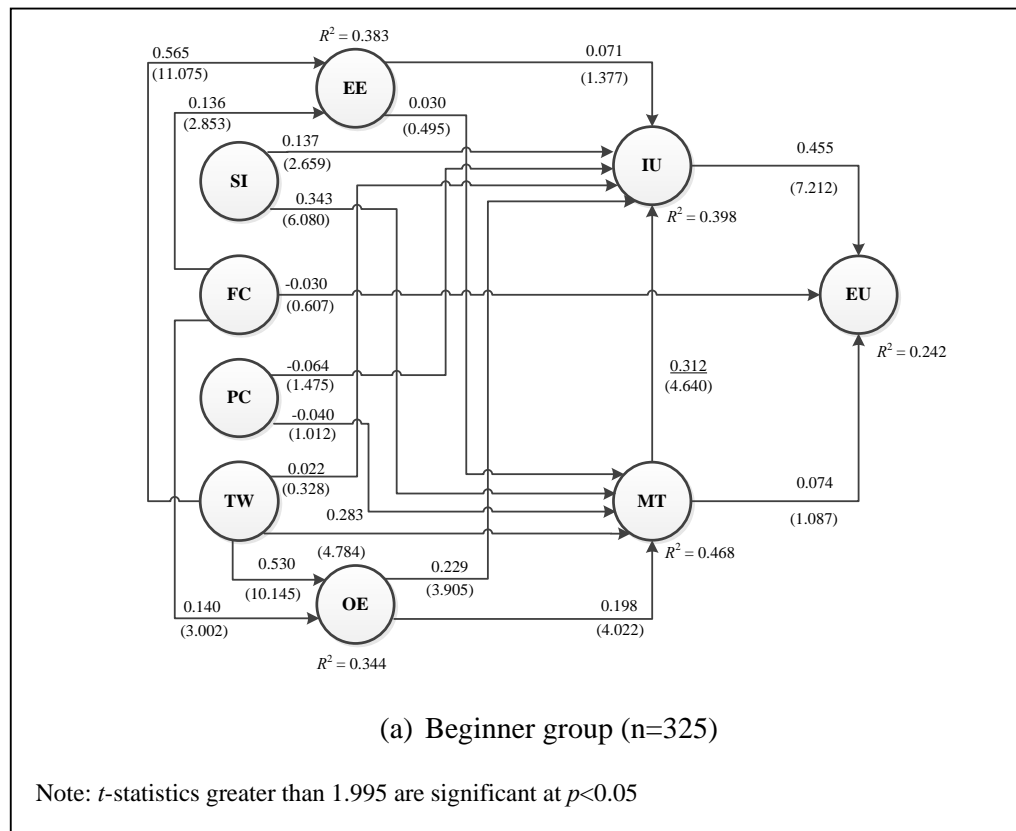 R² = 0.383
0.565
(11.075)
EE
0.071
(1.377)
0.136
(2.853)
0.030
(0.495)
SI
0.137
(2.659)
IU
0.455
(7.212)
0.343
(6.080)
R² = 0.398
FC
-0.030
(0.607)
EU
R² = 0.242
PC
-0.064
(1.475)
0.312
(4.640)
-0.040
(1.012)
TW
0.022
(0.328)
0.283
(4.784)
MT
0.074
(1.087)
R² = 0.468
0.530
(10.145)
OE
0.229
(3.905)
0.140
(3.002)
0.198
(4.022)
R² = 0.344
(a) Beginner group (n=325)
Note: t-statistics greater than 1.995 are significant at p<0.05